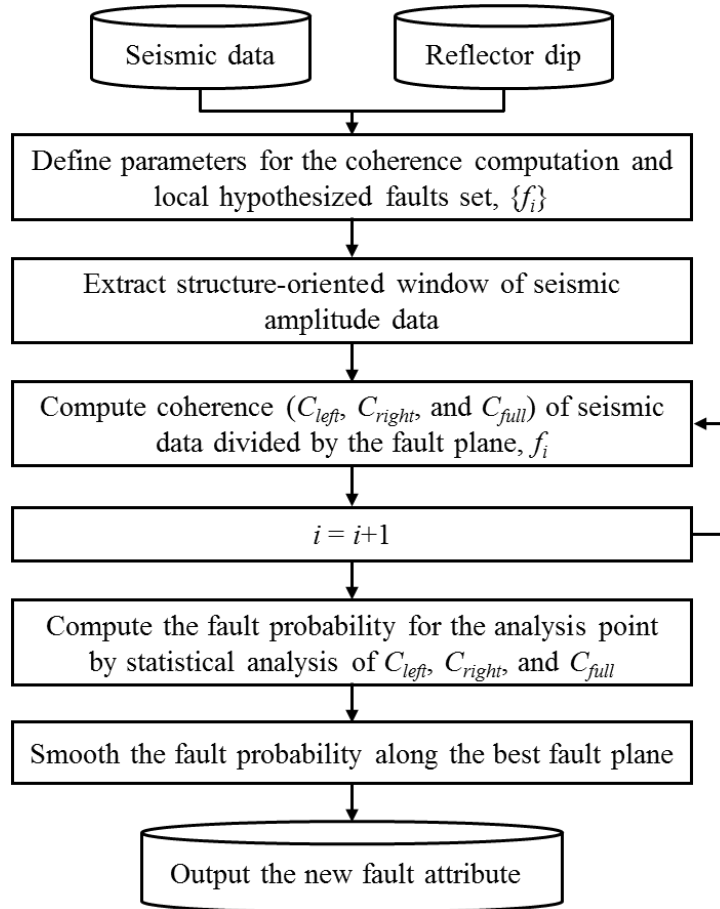 Seismic data
Reflector dip
Define parameters for the coherence computation and
local hypothesized faults set, {fi}
Extract structure-oriented window of seismic
amplitude data
Compute coherence (Cleft, Cright, and Cfull) of seismic
data divided by the fault plane, fi
i = i+1
Compute the fault probability for the analysis point
by statistical analysis of Cleft, Cright, and Cfull
Smooth the fault probability along the best fault plane
Output the new fault attribute